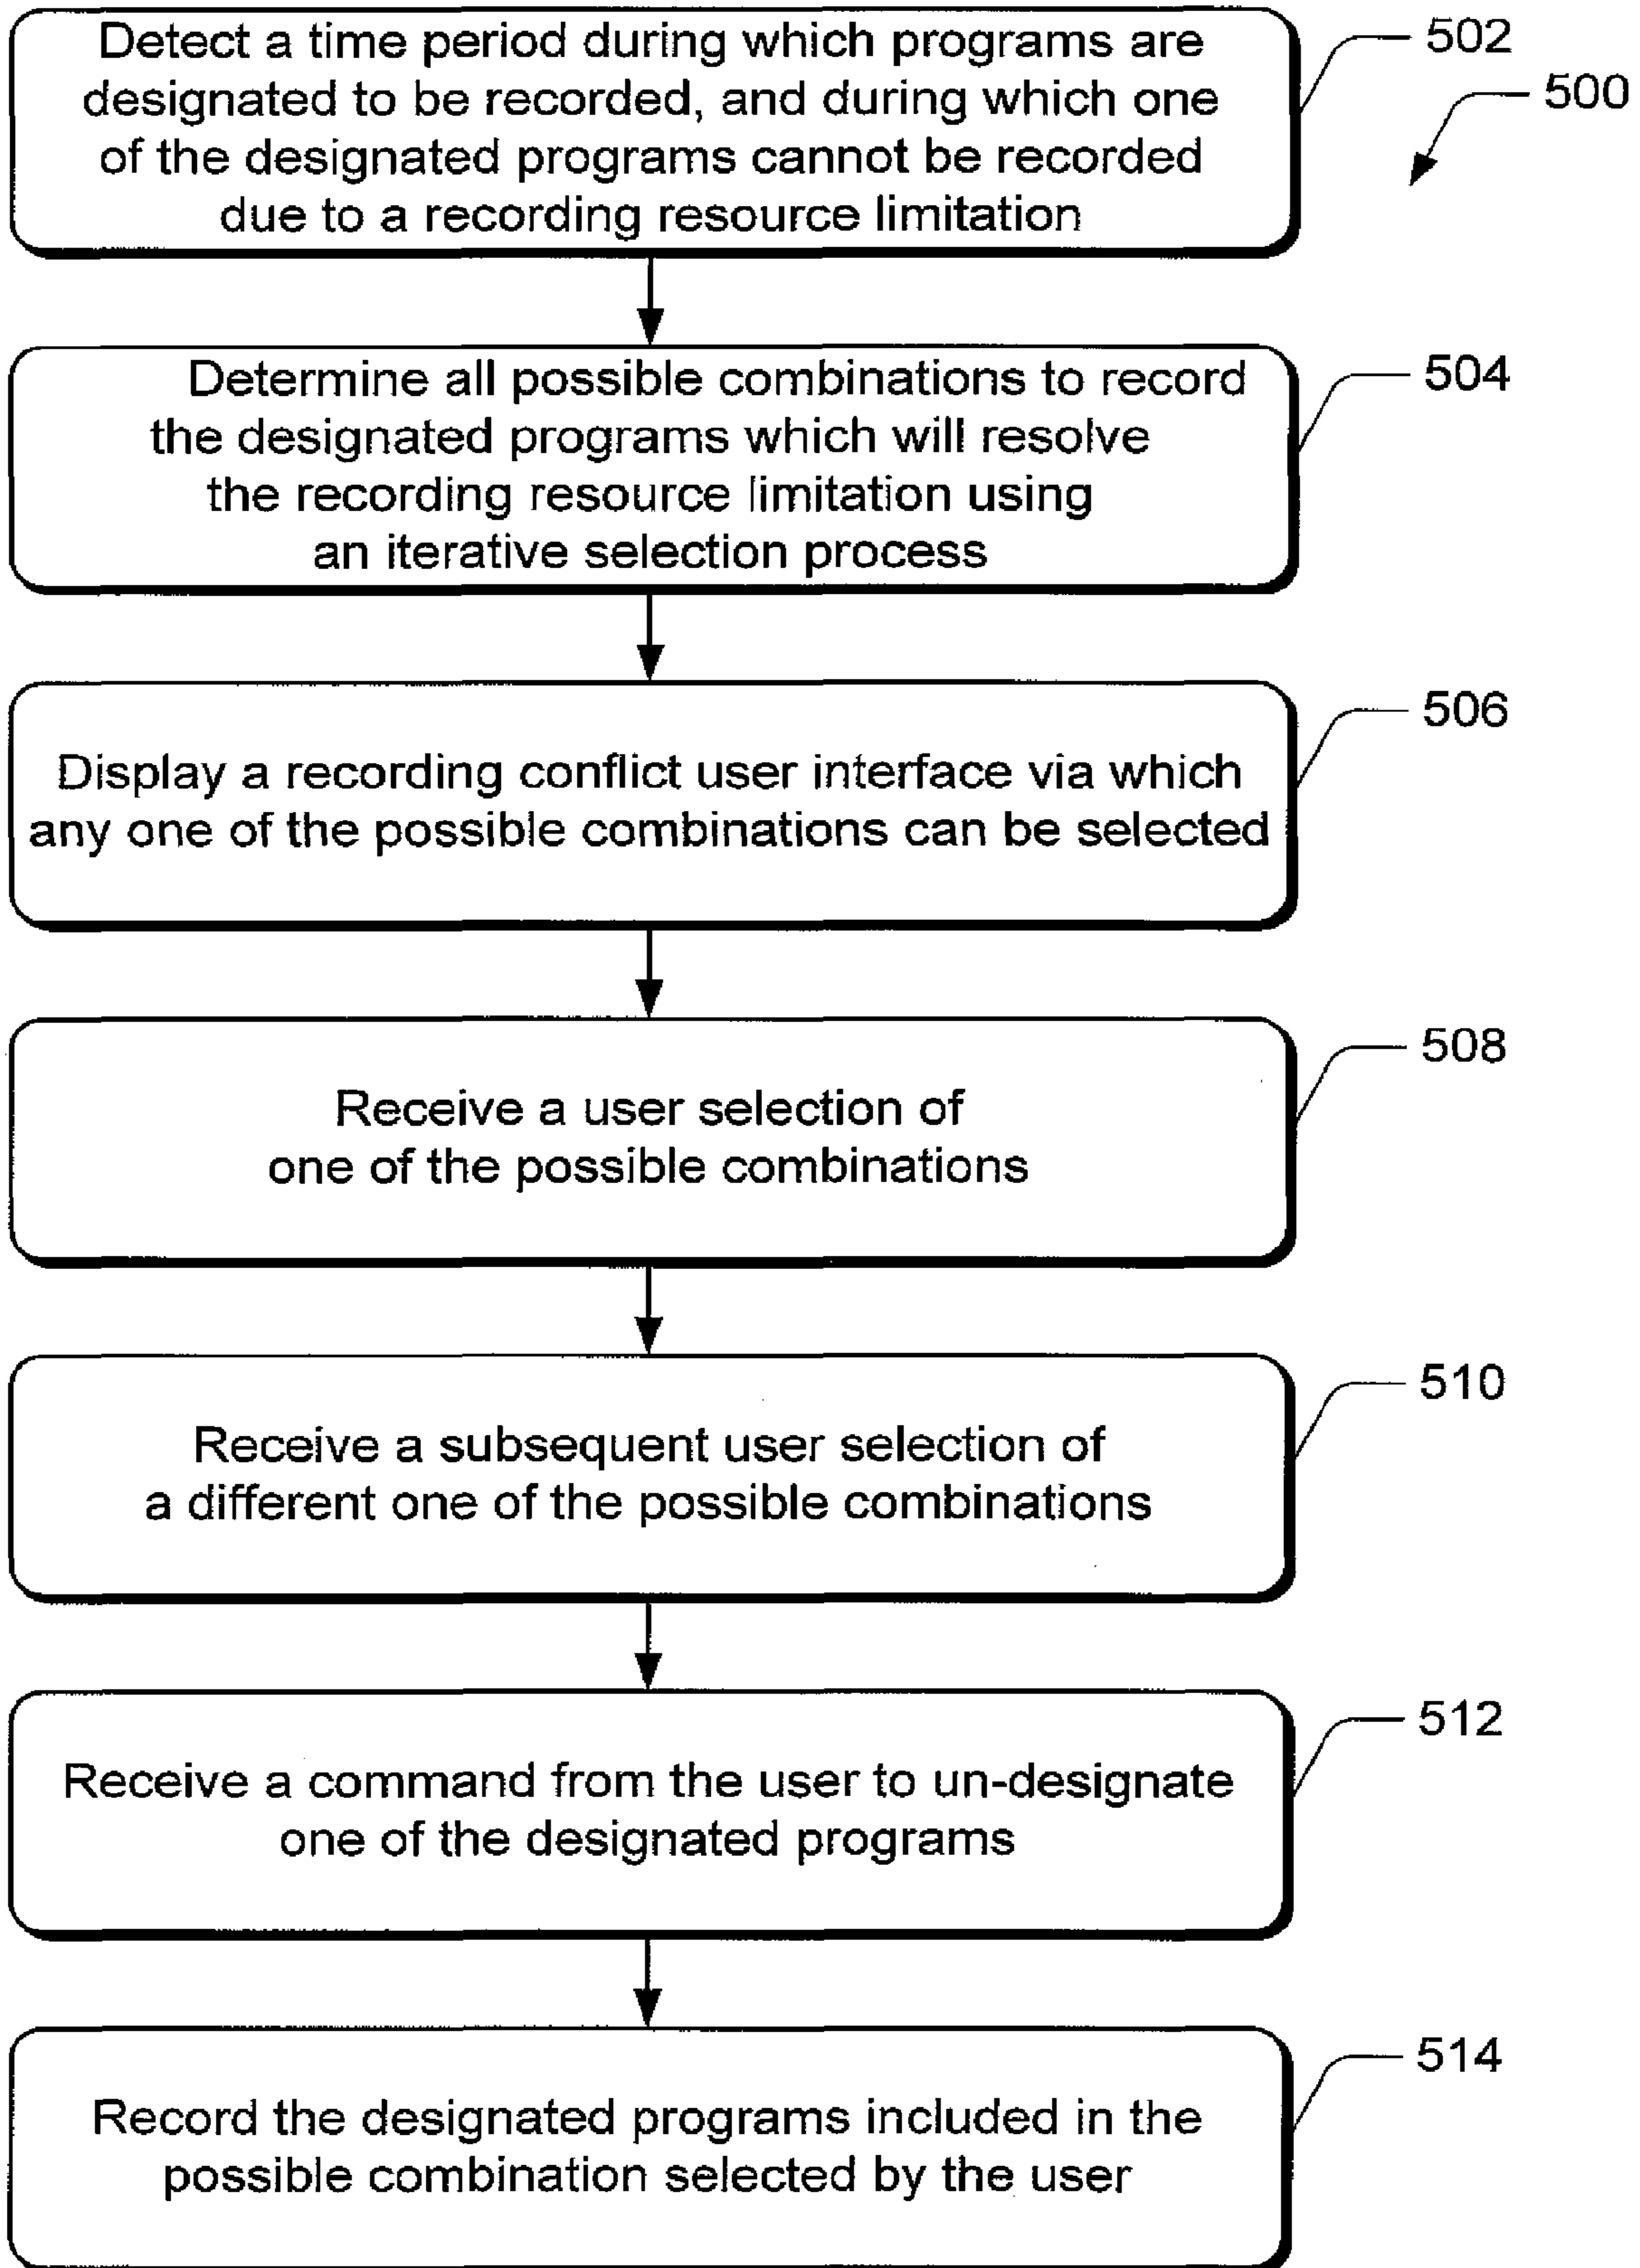 Detect a time period during which programs are
designated to be recorded, and during which one
of the designated programs cannot be recorded
due to a recording resource limitation
502
500
Determine all possible combinations to record
the designated programs which will resolve
the recording resource limitation using
an iterative selection process
504
Display a recording conflict user interface via which
any one of the possible combinations can be selected
506
Receive a user selection of
one of the possible combinations
508
Receive a subsequent user selection of
a different one of the possible combinations
510
Receive a command from the user to un-designate
one of the designated programs
512
Record the designated programs included in the
possible combination selected by the user
514